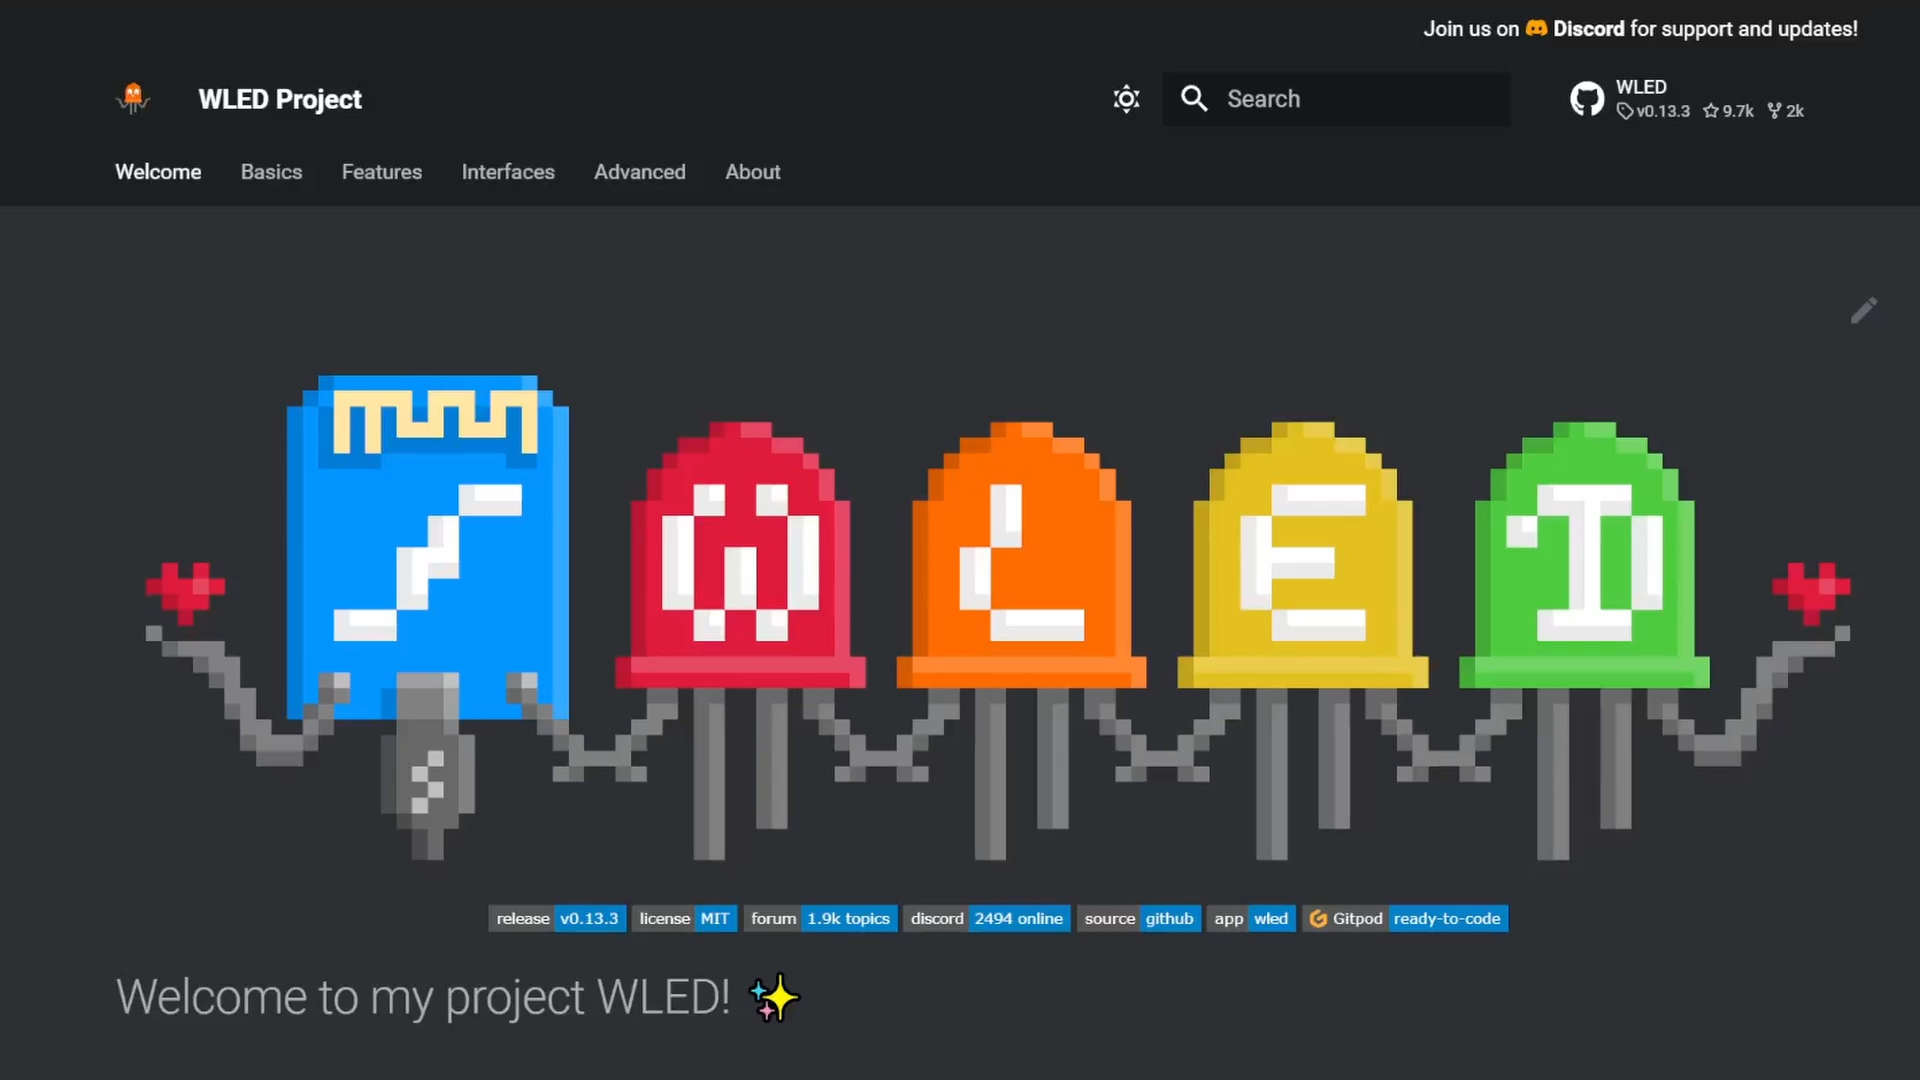 Join us on Discord for support and updates!
WLED Project
Search
WLED
v0.13.3 9.7k 2k
Welcome Basics Features Interfaces Advanced About
WLED
release v0.13.3 license MIT forum 1.9k topics discord 2494 online source github app wled Gitpod ready-to-code
Welcome to my project WLED! ✨